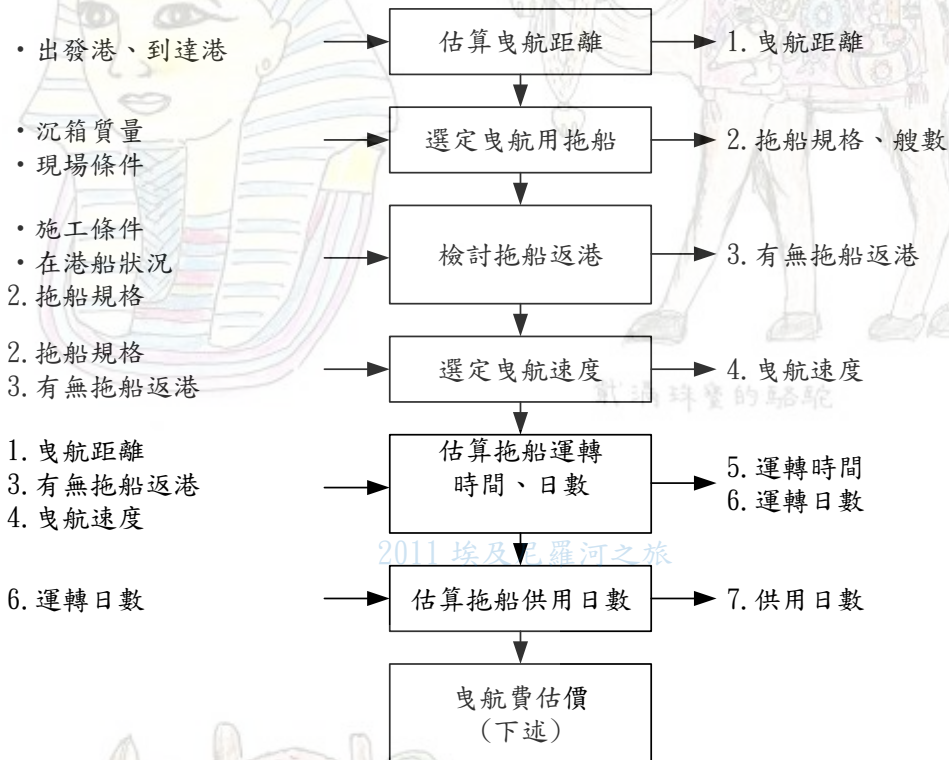 ・出發港、到達港
估算曳航距離
1.曳航距離
・沉箱質量
・現場條件
選定曳航用拖船
2.拖船規格、艘數
・施工條件
・在港船狀況
2.拖船規格
檢討拖船返港
3.有無拖船返港
2.拖船規格
3.有無拖船返港
選定曳航速度
4.曳航速度
戴滿珠寶的駱駝
1.曳航距離
3.有無拖船返港
4.曳航速度
估算拖船運轉
時間、日數
5.運轉時間
6.運轉日數
2011 埃及尼羅河之旅
6.運轉日數
估算拖船供用日數
7.供用日數
曳航費估價
(下述)